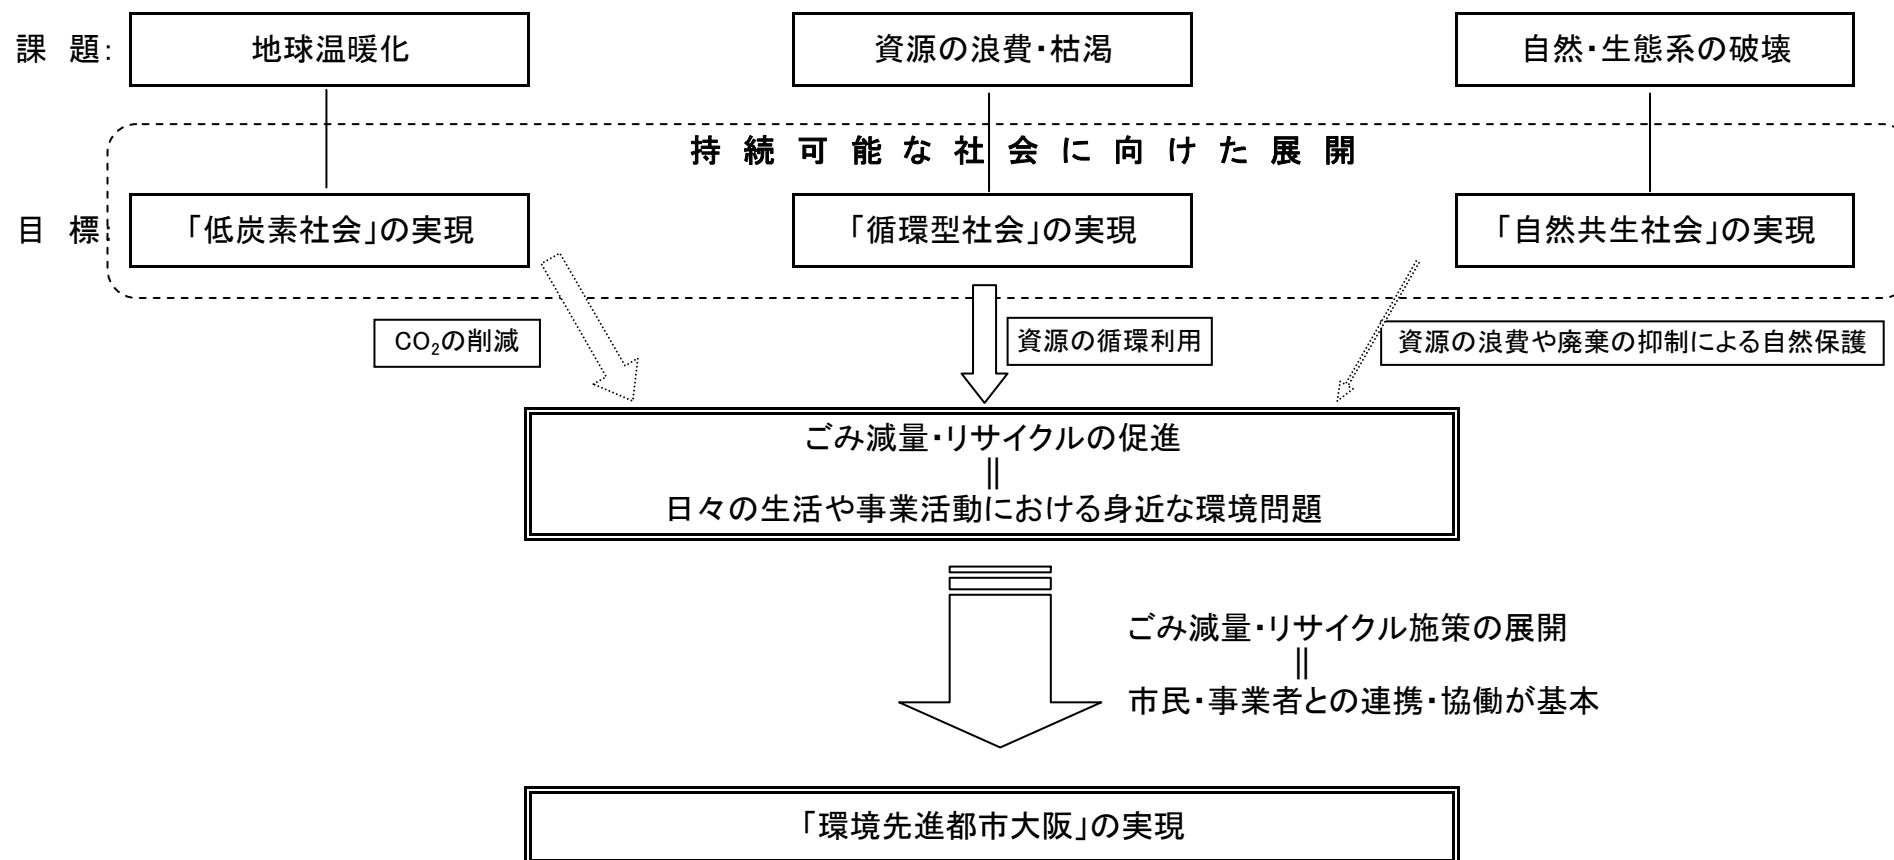 課 題: 地球温暖化 資源の浪費・枯渇 自然・生態系の破壊
持続可能な社会に向けた展開
目 標: 「低炭素社会」の実現 「循環型社会」の実現 「自然共生社会」の実現
CO₂の削減 資源の循環利用 資源の浪費や廃棄の抑制による自然保護
ごみ減量・リサイクルの促進
||
日々の生活や事業活動における身近な環境問題
ごみ減量・リサイクル施策の展開
||
市民・事業者との連携・協働が基本
「環境先進都市大阪」の実現